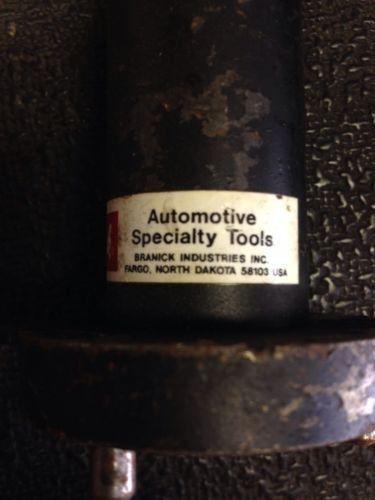 Automotive
Specialty Tools
BRANICK INDUSTRIES INC.
FARGO, NORTH DAKOTA 58103 USA